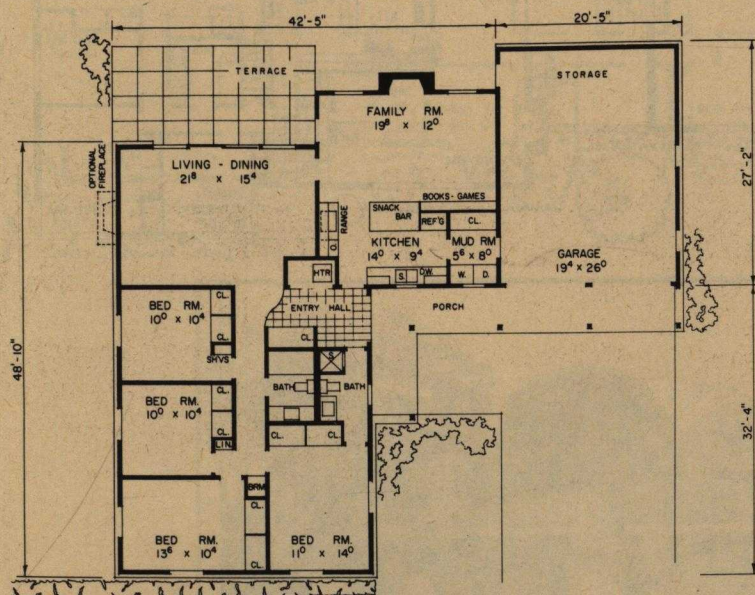 42'-5"
20'-5"
TERRACE
STORAGE
FAMILY RM.
19⁸ x 12⁰
LIVING - DINING
21⁸ x 15⁴
OPTIONAL
FIREPLACE
27'-2"
BOOKS - GAMES
SNACK
BAR
REF'G
CL.
RANGE
O.
KITCHEN
14⁰ x 9⁴
MUD RM
5⁶ x 8⁰
GARAGE
19⁴ x 26⁰
HTR
S.
DW.
W.
D.
BED RM.
10⁰ x 10⁴
CL.
CL.
SHVS
ENTRY HALL
PORCH
CL.
48'-10"
BED RM.
10⁰ x 10⁴
CL.
CL.
LIN.
BATH
S
BATH
CL.
CL.
32'-4"
BRM
CL.
BED RM.
13⁶ x 10⁴
CL.
BED RM.
11⁰ x 14⁰